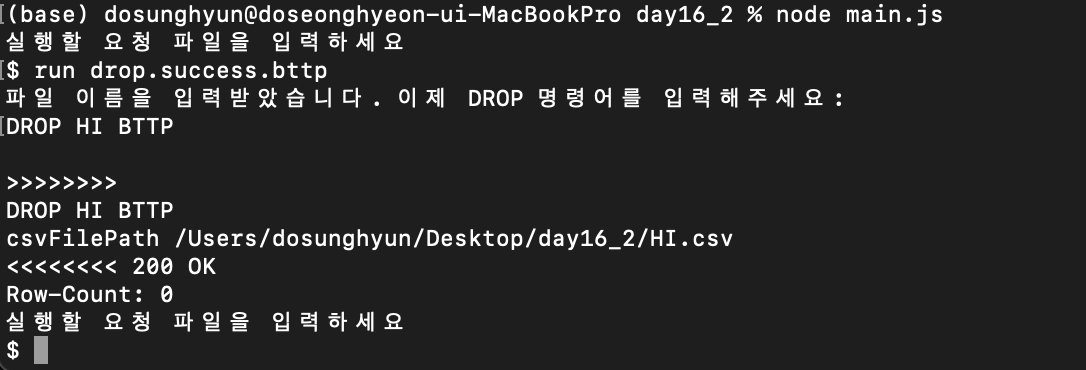 (base) dosunghyun@doseonghyeon-ui-MacBookPro day16_2 % node main.js
실행할 요청 파일을 입력하세요
$ run drop.success.bttp
파일 이름을 입력받았습니다. 이제 DROP 명령어를 입력해주세요:
DROP HI BTTP
>>>>>>>>
DROP HI BTTP
csvFilePath /Users/dosunghyun/Desktop/day16_2/HI.csv
<<<<<<<< 200 OK
Row-Count: 0
실행할 요청 파일을 입력하세요
$